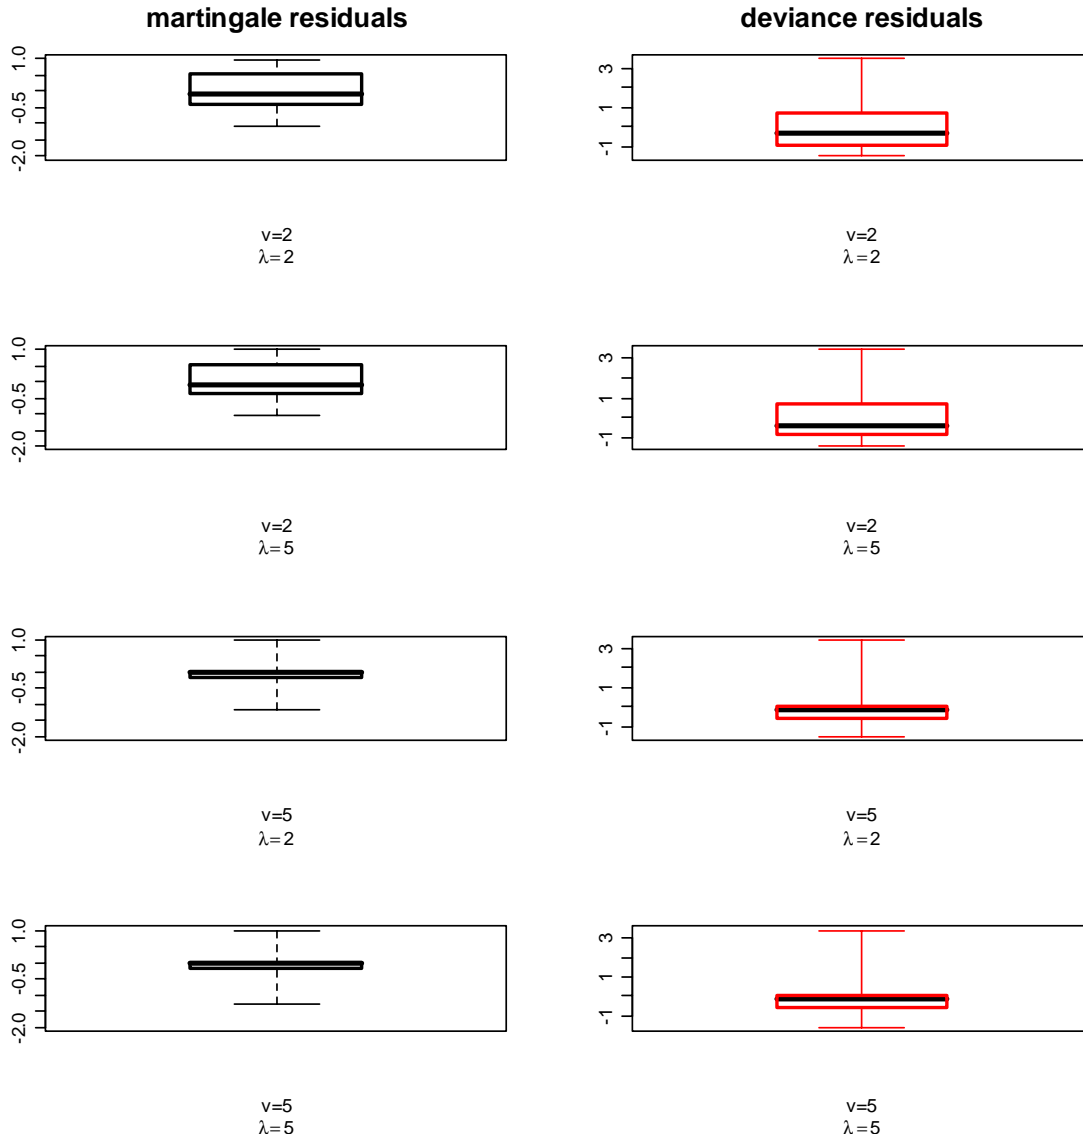 martingale residuals
deviance residuals
1.0
-0.5
-2.0
3
1
-1
v=2
λ=2
v=2
λ=2
1.0
-0.5
-2.0
3
1
-1
v=2
λ=5
v=2
λ=5
1.0
-0.5
-2.0
3
1
-1
v=5
λ=2
v=5
λ=2
1.0
-0.5
-2.0
3
1
-1
v=5
λ=5
v=5
λ=5